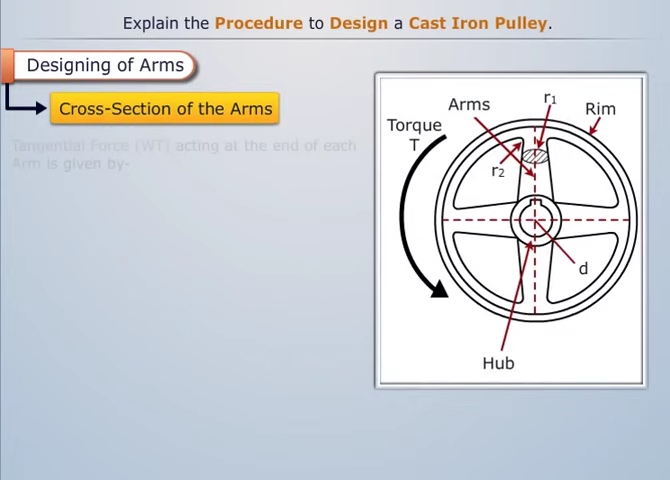 Explain the Procedure to Design a Cast Iron Pulley.
Designing of Arms
Cross-Section of the Arms
Tangential Force (WT) acting at the end of each
Arm is given by-
Arms
r1
Rim
Torque
T
r2
d
Hub